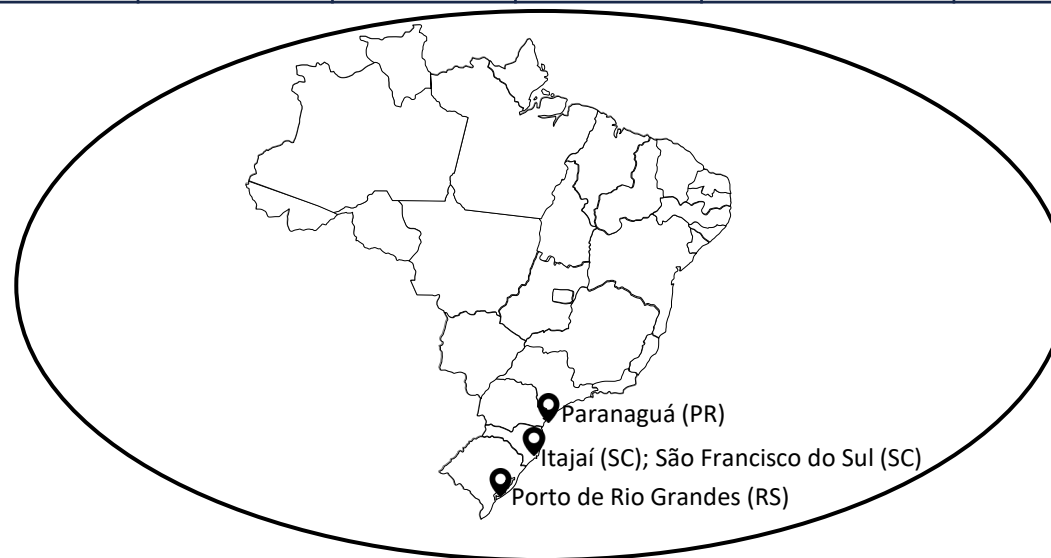 Paranaguá (PR)
Itajaí (SC); São Francisco do Sul (SC)
Porto de Rio Grandes (RS)